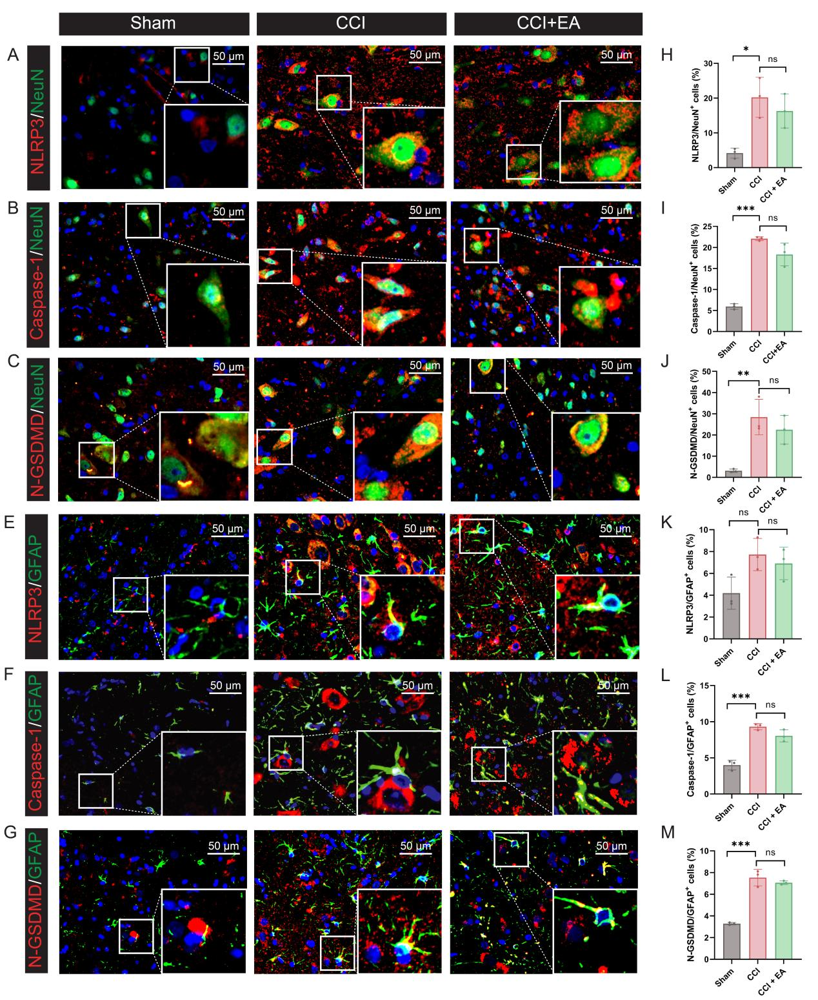 Sham
CCI
CCI+EA
A
NLRP3/NeuN
50 µm
50 µm
50 µm
H
*
ns
NLRP3/NeuN+ cells (%)
30
20
10
0
Sham
CCI
CCI + EA
B
Caspase-1/NeuN
50 µm
50 µm
50 µm
I
***
ns
Caspase-1/NeuN+ cells (%)
25
20
15
10
5
0
Sham
CCI
CCI+EA
C
N-GSDMD/NeuN
50 µm
50 µm
50 µm
J
**
ns
N-GSDMD/NeuN+ cells (%)
50
40
30
20
10
0
Sham
CCI
CCI + EA
E
NLRP3/GFAP
50 µm
50 µm
50 µm
K
ns
ns
NLRP3/GFAP+ cells (%)
10
8
6
4
2
0
Sham
CCI
CCI + EA
F
Caspase-1/GFAP
50 µm
50 µm
50 µm
L
***
ns
Caspase-1/GFAP+ cells (%)
15
10
5
0
Sham
CCI
CCI + EA
G
N-GSDMD/GFAP
50 µm
50 µm
50 µm
M
***
ns
N-GSDMD/GFAP+ cells (%)
10
8
6
4
2
0
Sham
CCI
CCI + EA